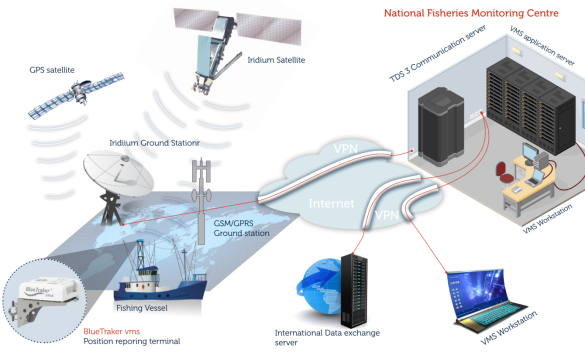 National Fisheries Monitoring Centre
VMS application server
TDS 3 Communication server
Iridium Satellite
GPS satellite
Iridiium Ground Stationr
VPN
Internet
VPN
GSM/GPRS
Ground station
VMS Workstation
BlueTraker
Fishing Vessel
BlueTraker vms
Position reporing terminal
International Data exchange
server
VMS Workstation